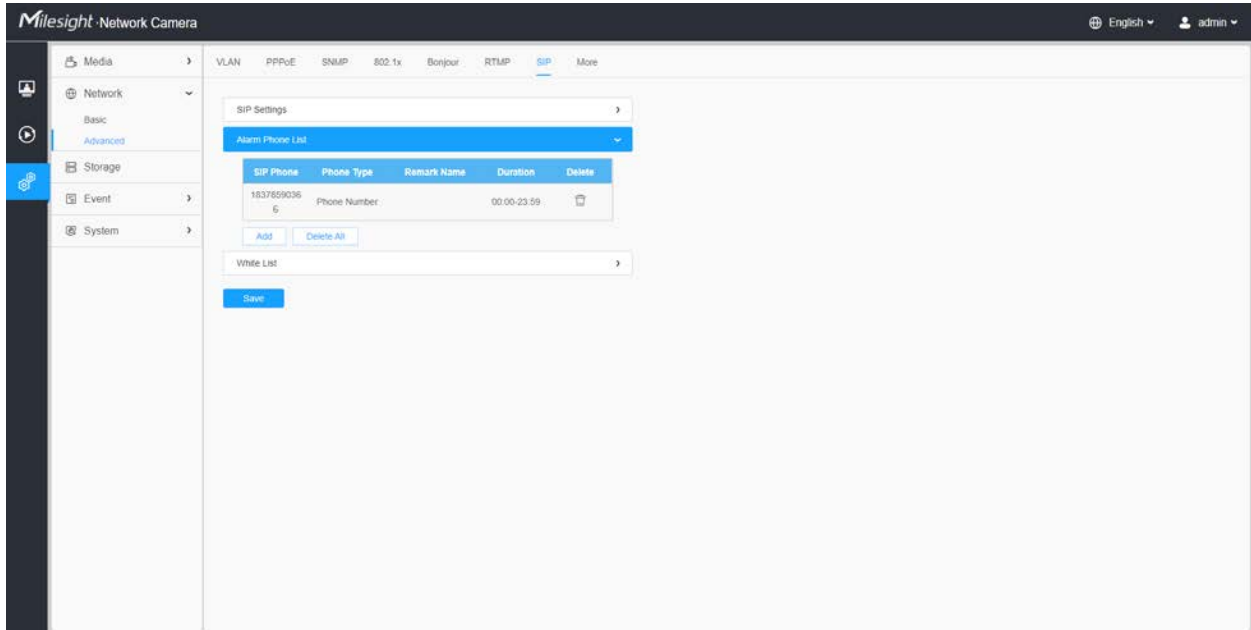 Milesight·Network Camera
English
admin
Media
Network
Basic
Advanced
Storage
Event
System
VLAN PPPoE SNMP 802.1x Bonjour RTMP SIP More
SIP Settings
Alarm Phone List
SIP Phone Phone Type Remark Name Duration Delete
1837859036
6
Phone Number
00:00-23:59
Add Delete All
White List
Save